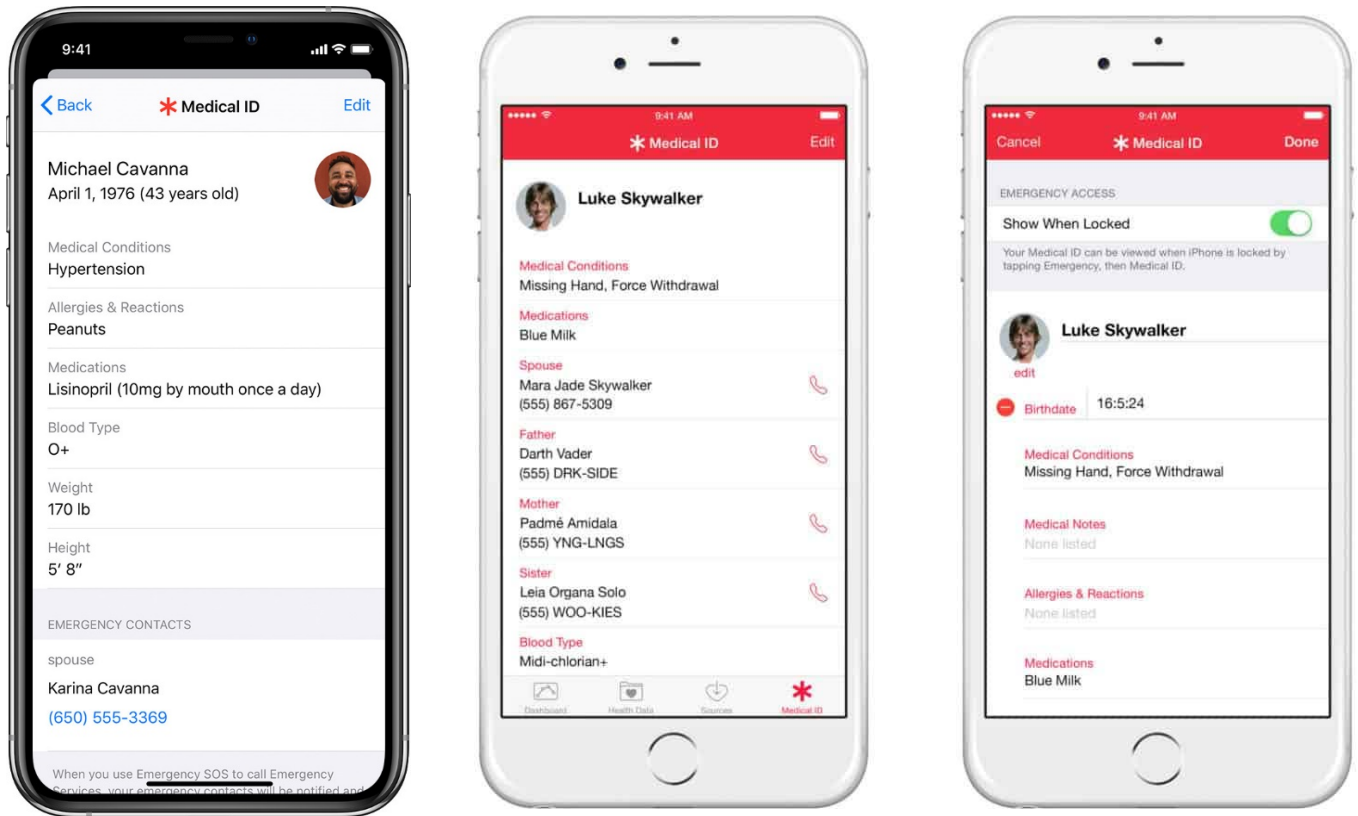 9:41
Back
Medical ID
Edit
Michael Cavanna
April 1, 1976 (43 years old)
Medical Conditions
Hypertension
Allergies & Reactions
Peanuts
Medications
Lisinopril (10mg by mouth once a day)
Blood Type
O+
Weight
170 lb
Height
5' 8"
EMERGENCY CONTACTS
spouse
Karina Cavanna
(650) 555-3369
When you use Emergency SOS to call Emergency
Services, your emergency contacts will be notified and
9:41 AM
Medical ID
Edit
Luke Skywalker
Medical Conditions
Missing Hand, Force Withdrawal
Medications
Blue Milk
Spouse
Mara Jade Skywalker
(555) 867-5309
Father
Darth Vader
(555) DRK-SIDE
Mother
Padmé Amidala
(555) YNG-LNGS
Sister
Leia Organa Solo
(555) WOO-KIES
Blood Type
Midi-chlorian+
Dashboard
Health Data
Sources
Medical ID
9:41 AM
Cancel
Medical ID
Done
EMERGENCY ACCESS
Show When Locked
Your Medical ID can be viewed when iPhone is locked by
tapping Emergency, then Medical ID.
Luke Skywalker
edit
Birthdate
16:5:24
Medical Conditions
Missing Hand, Force Withdrawal
Medical Notes
None listed
Allergies & Reactions
None listed
Medications
Blue Milk